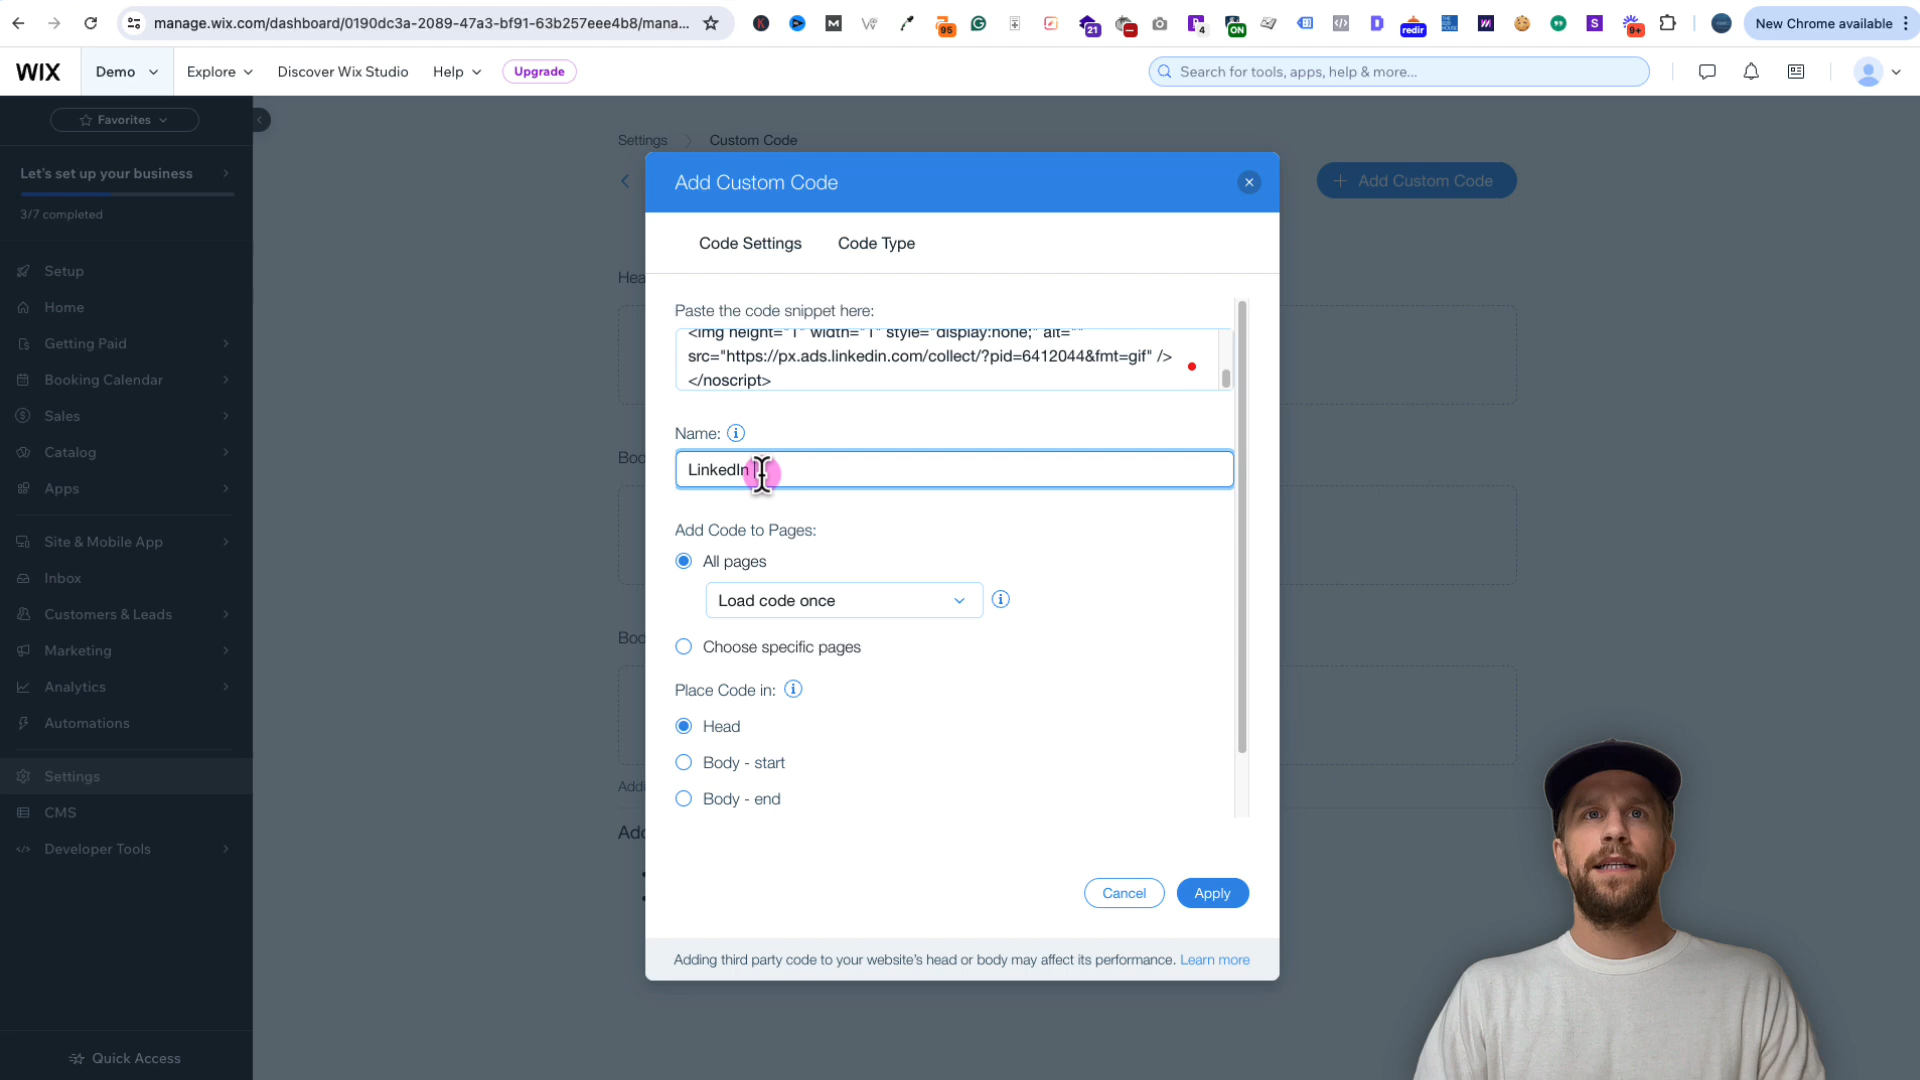 manage.wix.com/dashboard/0190dc3a-2089-47a3-bf91-63b257eee4b8/mana...
95
21
4
ON
redir
9+
New Chrome available
WIX
Demo
Explore
Discover Wix Studio
Help
Upgrade
Search for tools, apps, help & more...
Favorites
Let's set up your business
3/7 completed
Setup
Home
Getting Paid
Booking Calendar
Sales
Catalog
Apps
Site & Mobile App
Inbox
Customers & Leads
Marketing
Analytics
Automations
Settings
CMS
Developer Tools
Quick Access
Settings
Custom Code
+ Add Custom Code
Add Custom Code
Code Settings
Code Type
Paste the code snippet here:
<img height="1" width="1" style="display:none;" alt=""
src="https://px.ads.linkedin.com/collect/?pid=6412044&fmt=gif" />
</noscript>
Name:
LinkedIn
Add Code to Pages:
All pages
Load code once
Choose specific pages
Place Code in:
Head
Body - start
Body - end
Cancel
Apply
Adding third party code to your website's head or body may affect its performance. Learn more